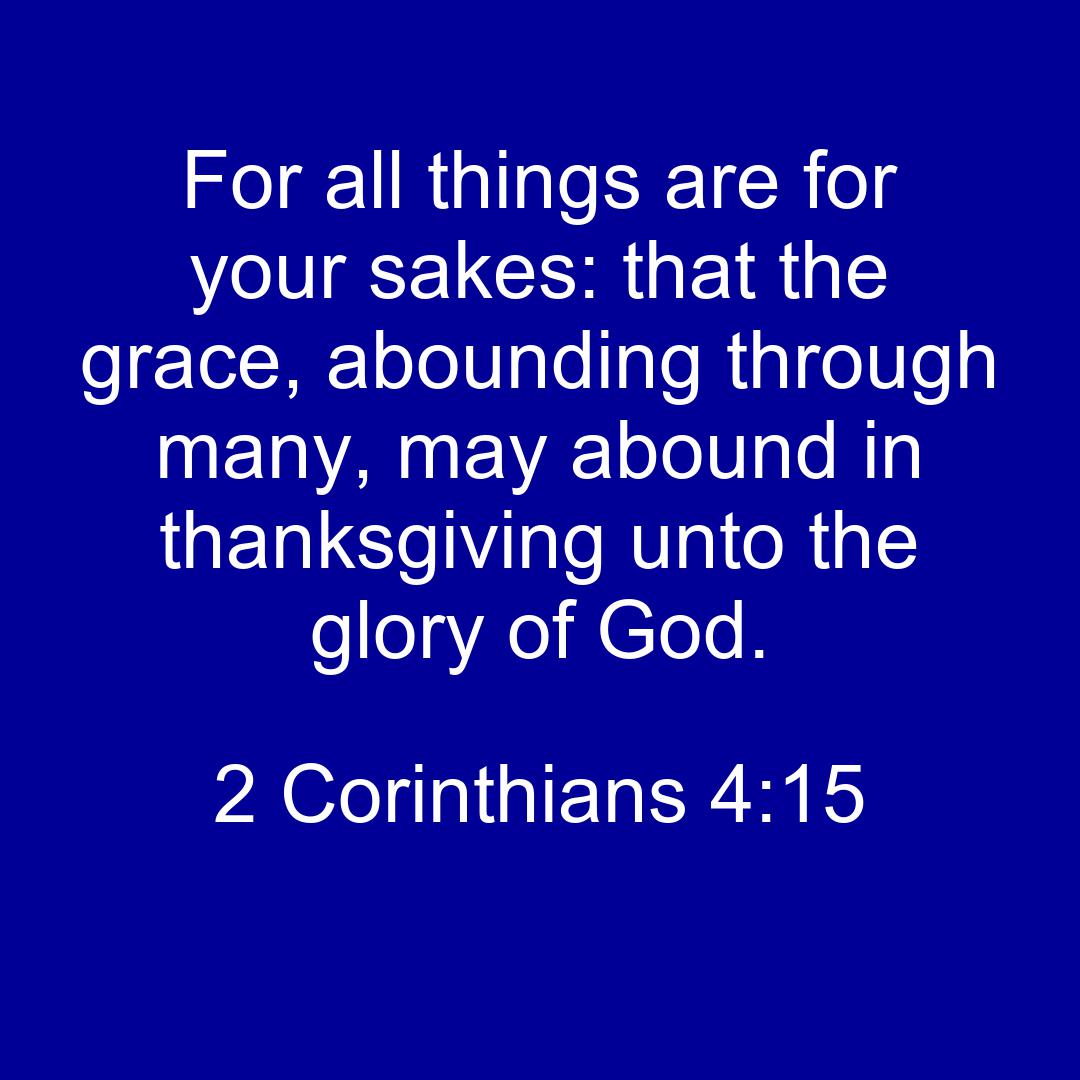 For all things are for
your sakes: that the
grace, abounding through
many, may abound in
thanksgiving unto the
glory of God.
2 Corinthians 4:15